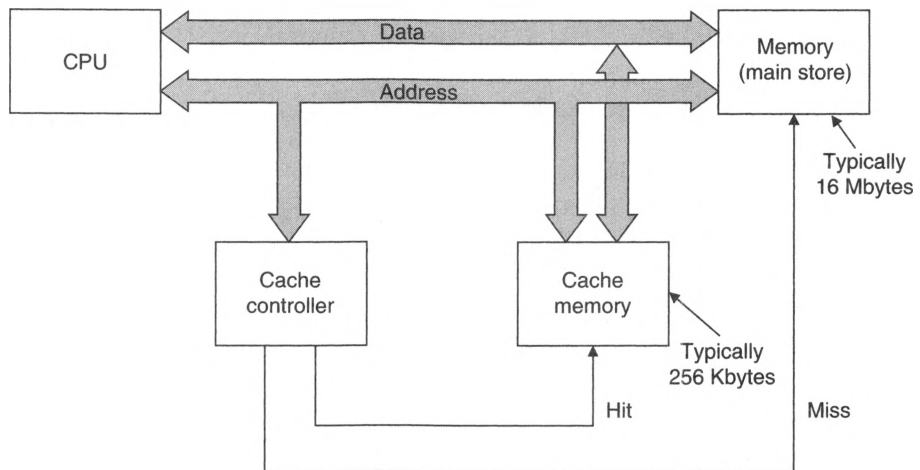 Data
CPU
Memory
(main store)
Address
Typically
16 Mbytes
Cache
controller
Cache
memory
Typically
256 Kbytes
Hit
Miss